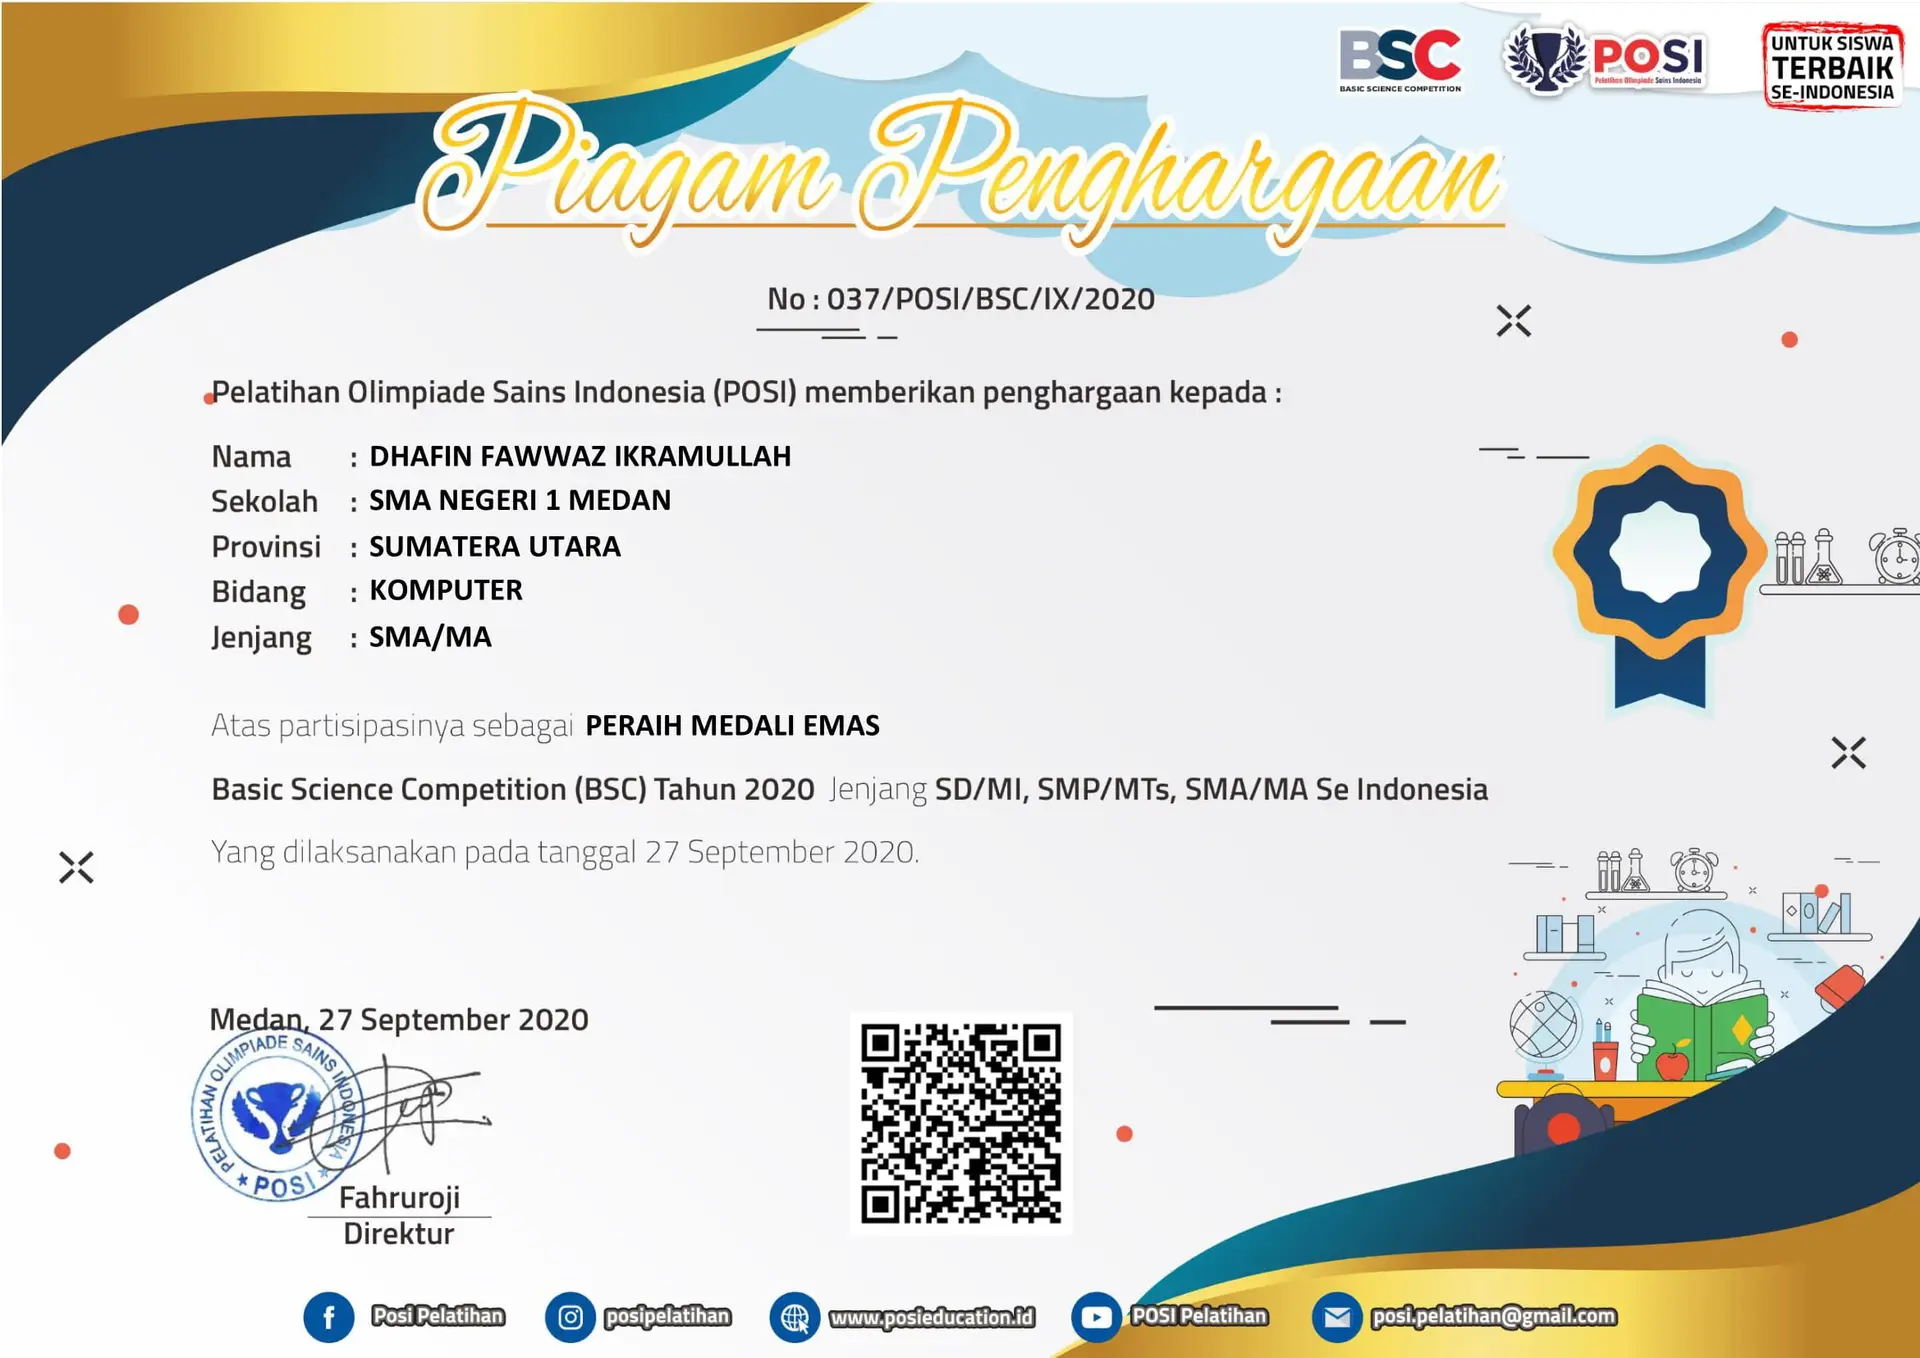 BSC
BASIC SCIENCE COMPETITION
POSI
Pelatihan Olimpiade Sains Indonesia
UNTUK SISWA
TERBAIK
SE-INDONESIA
Piagam Penghargaan
No : 037/POSI/BSC/IX/2020
Pelatihan Olimpiade Sains Indonesia (POSI) memberikan penghargaan kepada :
Nama : DHAFIN FAWWAZ IKRAMULLAH
Sekolah : SMA NEGERI 1 MEDAN
Provinsi : SUMATERA UTARA
Bidang : KOMPUTER
Jenjang : SMA/MA
Atas partisipasinya sebagai PERAIH MEDALI EMAS
Basic Science Competition (BSC) Tahun 2020 Jenjang SD/MI, SMP/MTs, SMA/MA Se Indonesia
Yang dilaksanakan pada tanggal 27 September 2020.
Medan, 27 September 2020
PELATIHAN OLIMPIADE SAINS INDONESIA
★ POSI ★
Fahruroji
Direktur
Posi Pelatihan
posipelatihan
www.posieducation.id
POSI Pelatihan
posi.pelatihan@gmail.com